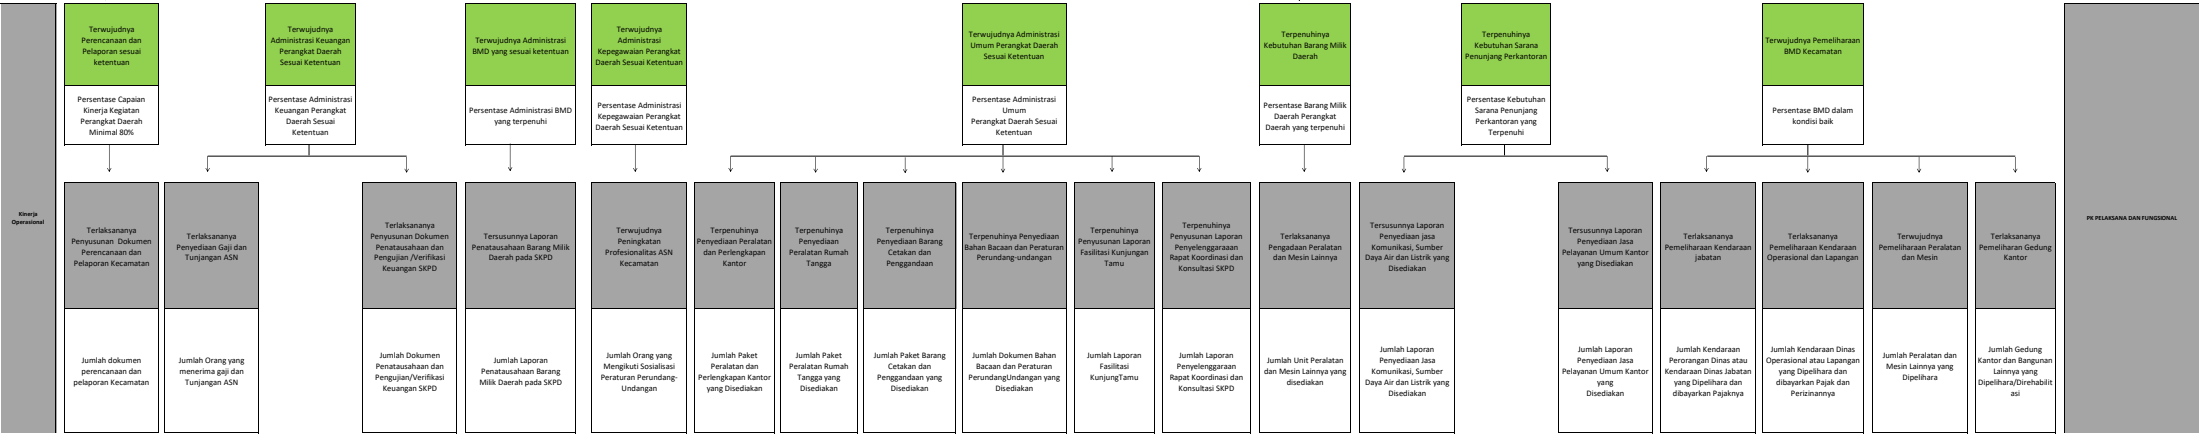 Terwujudnya
Perencanaan dan
Pelaporan sesuai
ketentuan
Terwujudnya
Administrasi Keuangan
Perangkat Daerah
Sesuai Ketentuan
Terwujudnya Administrasi
BMD yang sesuai ketentuan
Terwujudnya
Administrasi
Kepegawaian Perangkat
Daerah Sesuai Ketentuan
Terwujudnya Administrasi
Umum Perangkat Daerah
Sesuai Ketentuan
Terpenuhinya
Kebutuhan Barang Milik
Daerah
Terpenuhinya
Kebutuhan Sarana
Penunjang Perkantoran
Terwujudnya Pemeliharaan
BMD Kecamatan
Persentase Capaian
Kinerja Kegiatan
Perangkat Daerah
Minimal 80%
Persentase Administrasi
Keuangan Perangkat
Daerah Sesuai
Ketentuan
Persentase Administrasi BMD
yang terpenuhi
Persentase Administrasi
Kepegawaian Perangkat
Daerah Sesuai Ketentuan
Persentase Administrasi
Umum
Perangkat Daerah Sesuai
Ketentuan
Persentase Barang Milik
Daerah Perangkat
Daerah yang terpenuhi
Persentase Kebutuhan
Sarana Penunjang
Perkantoran yang
Terpenuhi
Persentase BMD dalam
kondisi baik
Kinerja
Operasional
Terlaksananya
Penyusunan Dokumen
Perencanaan dan
Pelaporan Kecamatan
Terlaksananya
Penyediaan Gaji dan
Tunjangan ASN
Terlaksananya
Penyusunan Dokumen
Penatausahaan dan
Pengujian /Verifikasi
Keuangan SKPD
Tersusunnya Laporan
Penatausahaan Barang Milik
Daerah pada SKPD
Terwujudnya
Peningkatan
Profesionalitas ASN
Kecamatan
Terpenuhinya
Penyediaan Peralatan
dan Perlengkapan
Kantor
Terpenuhinya
Penyediaan
Peralatan Rumah
Tangga
Terpenuhinya
Penyediaan Barang
Cetakan dan
Penggandaan
Terpenuhinya Penyediaan
Bahan Bacaan dan Peraturan
Perundang-undangan
Terpenuhinya
Penyusunan Laporan
Fasilitasi Kunjungan
Tamu
Terpenuhinya
Penyusunan Laporan
Penyelenggaraaan
Rapat Koordinasi dan
Konsultasi SKPD
Terlaksananya
Pengadaan Peralatan
dan Mesin Lainnya
Tersusunnya Laporan
Penyediaan jasa
Komunikasi, Sumber
Daya Air dan Listrik yang
Disediakan
Tersusunnya Laporan
Penyediaan Jasa
Pelayanan Umum Kantor
yang Disediakan
Terlaksananya
Pemeliharaan Kendaraan
jabatan
Terlaksananya
Pemeliharaan Kendaraan
Operasional dan Lapangan
Terwujudnya
Pemeliharaan Peralatan
dan Mesin
Terlaksananya
Pemeliharan Gedung
Kantor
PK PELAKSANA DAN FUNGSIONAL
Jumlah dokumen
perencanaan dan
pelaporan Kecamatan
Jumlah Orang yang
menerima gaji dan
Tunjangan ASN
Jumlah Dokumen
Penatausahaan dan
Pengujian/Verifikasi
Keuangan SKPD
Jumlah Laporan
Penatausahaan Barang
Milik Daerah pada SKPD
Jumlah Orang yang
Mengikuti Sosialisasi
Peraturan Perundang-
Undangan
Jumlah Paket
Peralatan dan
Perlengkapan Kantor
yang Disediakan
Jumlah Paket
Peralatan Rumah
Tangga yang
Disediakan
Jumlah Paket Barang
Cetakan dan
Penggandaan yang
Disediakan
Jumlah Dokumen Bahan
Bacaan dan Peraturan
PerundangUndangan yang
Disediakan
Jumlah Laporan
Fasilitasi
KunjungTamu
Jumlah Laporan
Penyelenggaraan
Rapat Koordinasi dan
Konsultasi SKPD
Jumlah Unit Peralatan
dan Mesin Lainnya yang
disediakan
Jumlah Laporan
Penyediaan Jasa
Komunikasi, Sumber
Daya Air dan Listrik yang
Disediakan
Jumlah Laporan
Penyediaan Jasa
Pelayanan Umum Kantor
yang
Disediakan
Jumlah Kendaraan
Perorangan Dinas atau
Kendaraan Dinas Jabatan
yang Dipelihara dan
dibayarkan Pajaknya
Jumlah Kendaraan Dinas
Operasional atau Lapangan
yang Dipelihara dan
dibayarkan Pajak dan
Perizinannya
Jumlah Peralatan dan
Mesin Lainnya yang
Dipelihara
Jumlah Gedung
Kantor dan Bangunan
Lainnya yang
Dipelihara/Direhabilit
asi